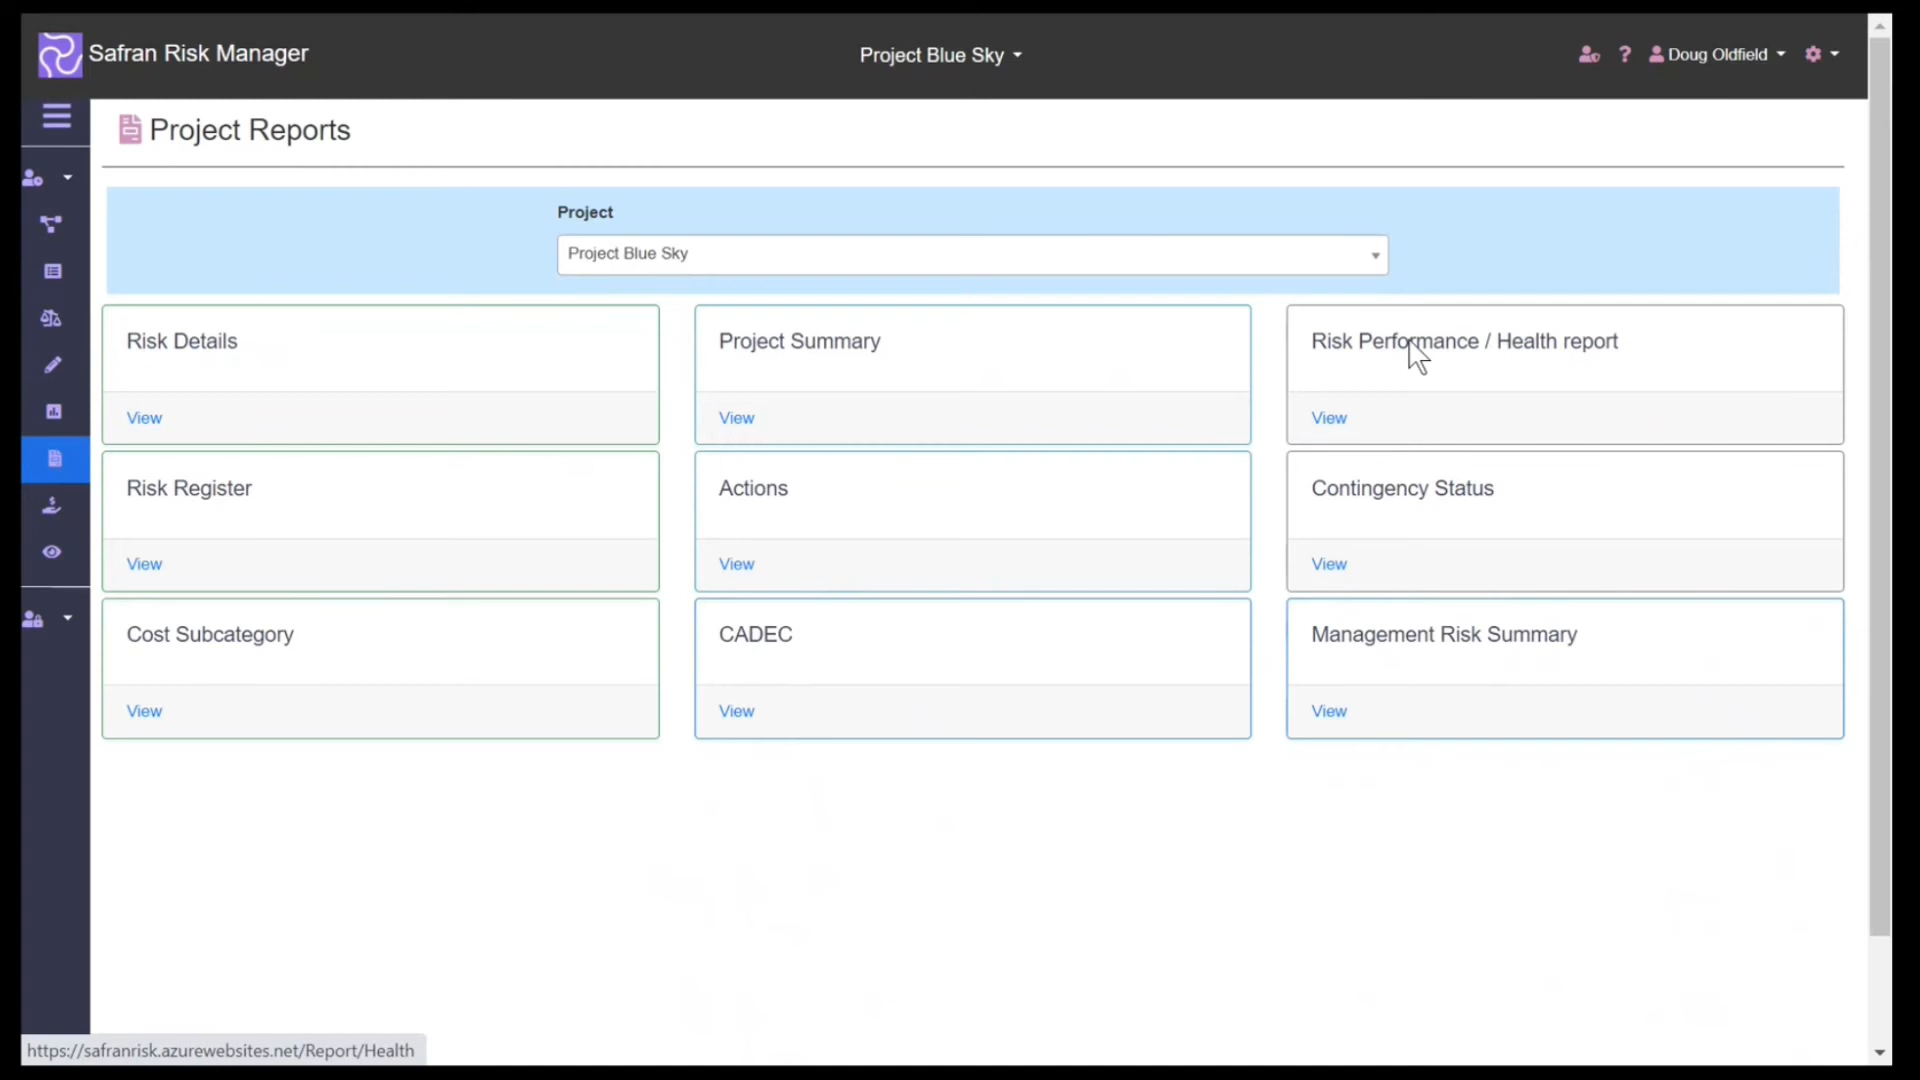 Safran Risk Manager
Project Blue Sky
? Doug Oldfield
Project Reports
Project
Project Blue Sky
Risk Details
Project Summary
Risk Performance / Health report
View
View
View
Risk Register
Actions
Contingency Status
View
View
View
Cost Subcategory
CADEC
Management Risk Summary
View
View
View
https://safranrisk.azurewebsites.net/Report/Health